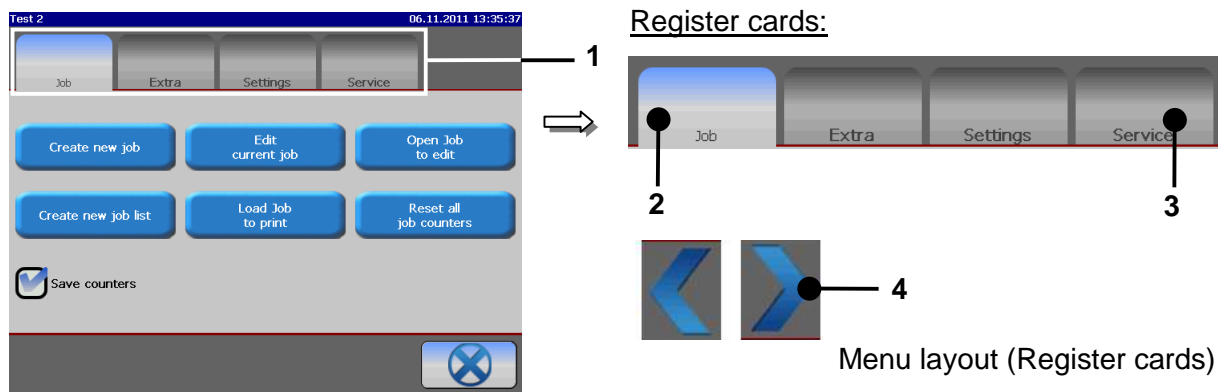 Test 2 06.11.2011 13:35:37
Job Extra Settings Service
1
Create new job
Edit
current job
Open Job
to edit
Create new job list
Load Job
to print
Reset all
job counters
Save counters
Register cards:
Job Extra Settings Service
2
3
4
Menu layout (Register cards)